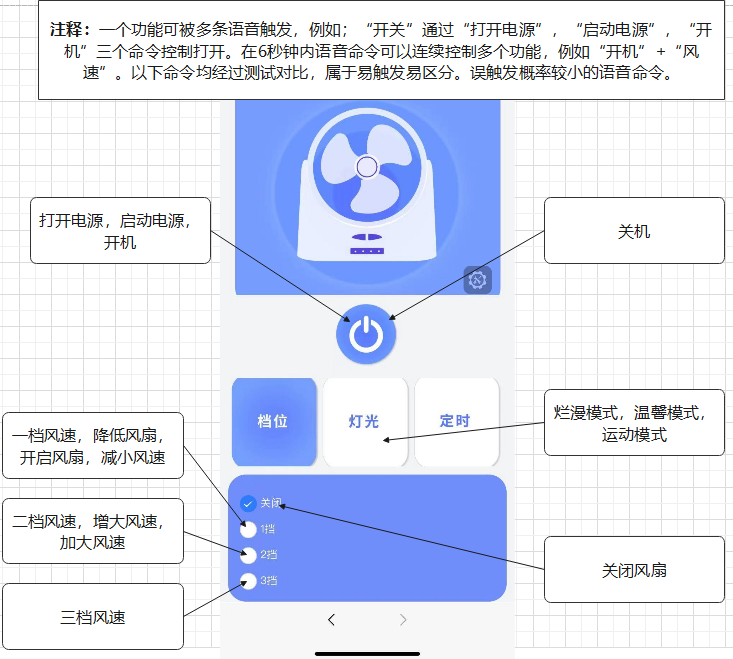 注释：一个功能可被多条语音触发，例如；“开关”通过“打开电源”，“启动电源”，“开
机”三个命令控制打开。在6秒钟内语音命令可以连续控制多个功能，例如“开机”+“风
速”。以下命令均经过测试对比，属于易触发易区分。误触发概率较小的语音命令。
打开电源，启动电源，
开机
关机
档位
灯光
定时
烂漫模式，温馨模式，
运动模式
一档风速，降低风扇，
开启风扇，减小风速
二档风速，增大风速，
加大风速
三档风速
关闭
1挡
2挡
3挡
关闭风扇